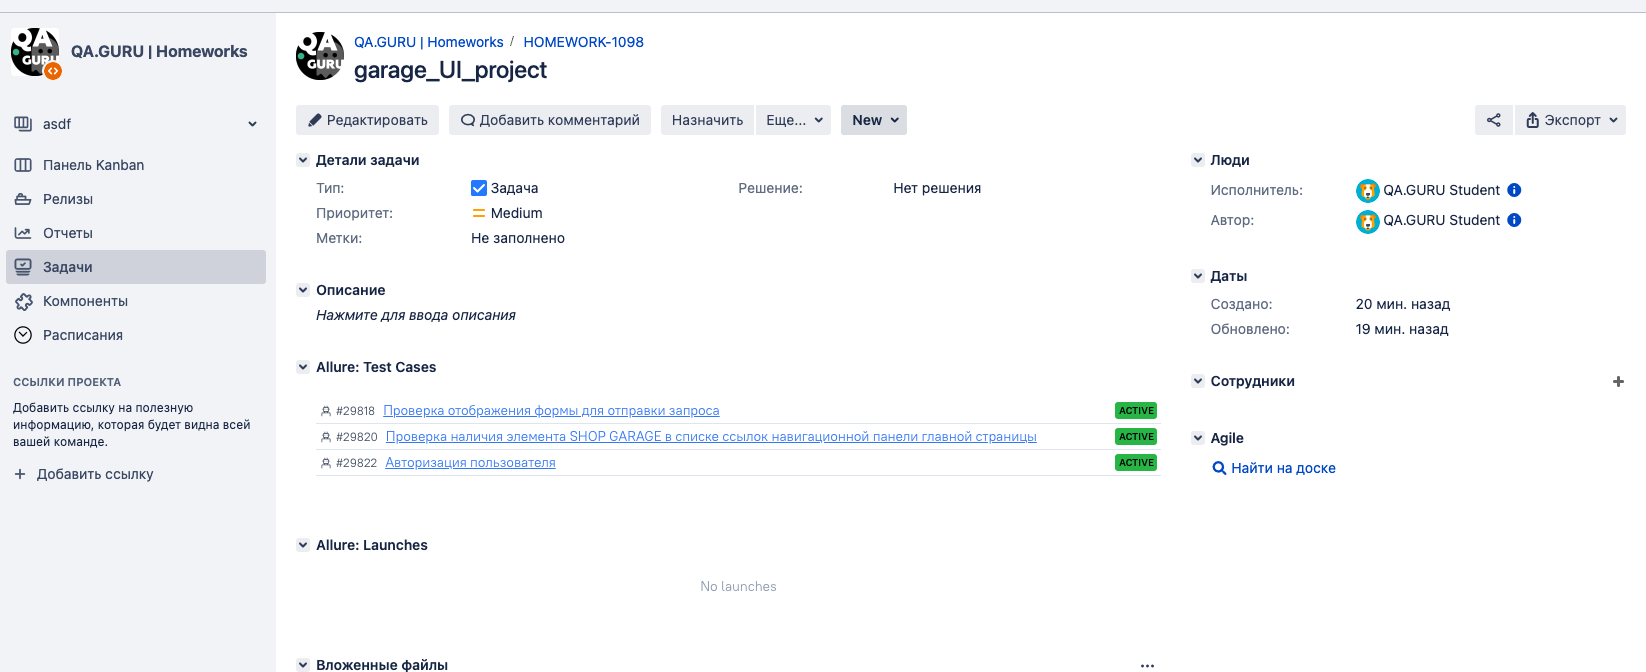 QA
GURU
QA.GURU | Homeworks
asdf
Панель Kanban
Релизы
Отчеты
Задачи
Компоненты
Расписания
ССЫЛКИ ПРОЕКТА
Добавить ссылку на полезную
информацию, которая будет видна всей
вашей команде.
Добавить ссылку
QA
GURU
QA.GURU | Homeworks / HOMEWORK-1098
garage_UI_project
Редактировать Добавить комментарий Назначить Еще... New Экспорт
Детали задачи
Тип: Задача Решение: Нет решения
Приоритет: Medium
Метки: Не заполнено
Описание
Нажмите для ввода описания
Allure: Test Cases
#29818 Проверка отображения формы для отправки запроса ACTIVE
#29820 Проверка наличия элемента SHOP GARAGE в списке ссылок навигационной панели главной страницы ACTIVE
#29822 Авторизация пользователя ACTIVE
Allure: Launches
No launches
Вложенные файлы
Люди
Исполнитель: QA.GURU Student
Автор: QA.GURU Student
Даты
Создано: 20 мин. назад
Обновлено: 19 мин. назад
Сотрудники
Agile
Найти на доске